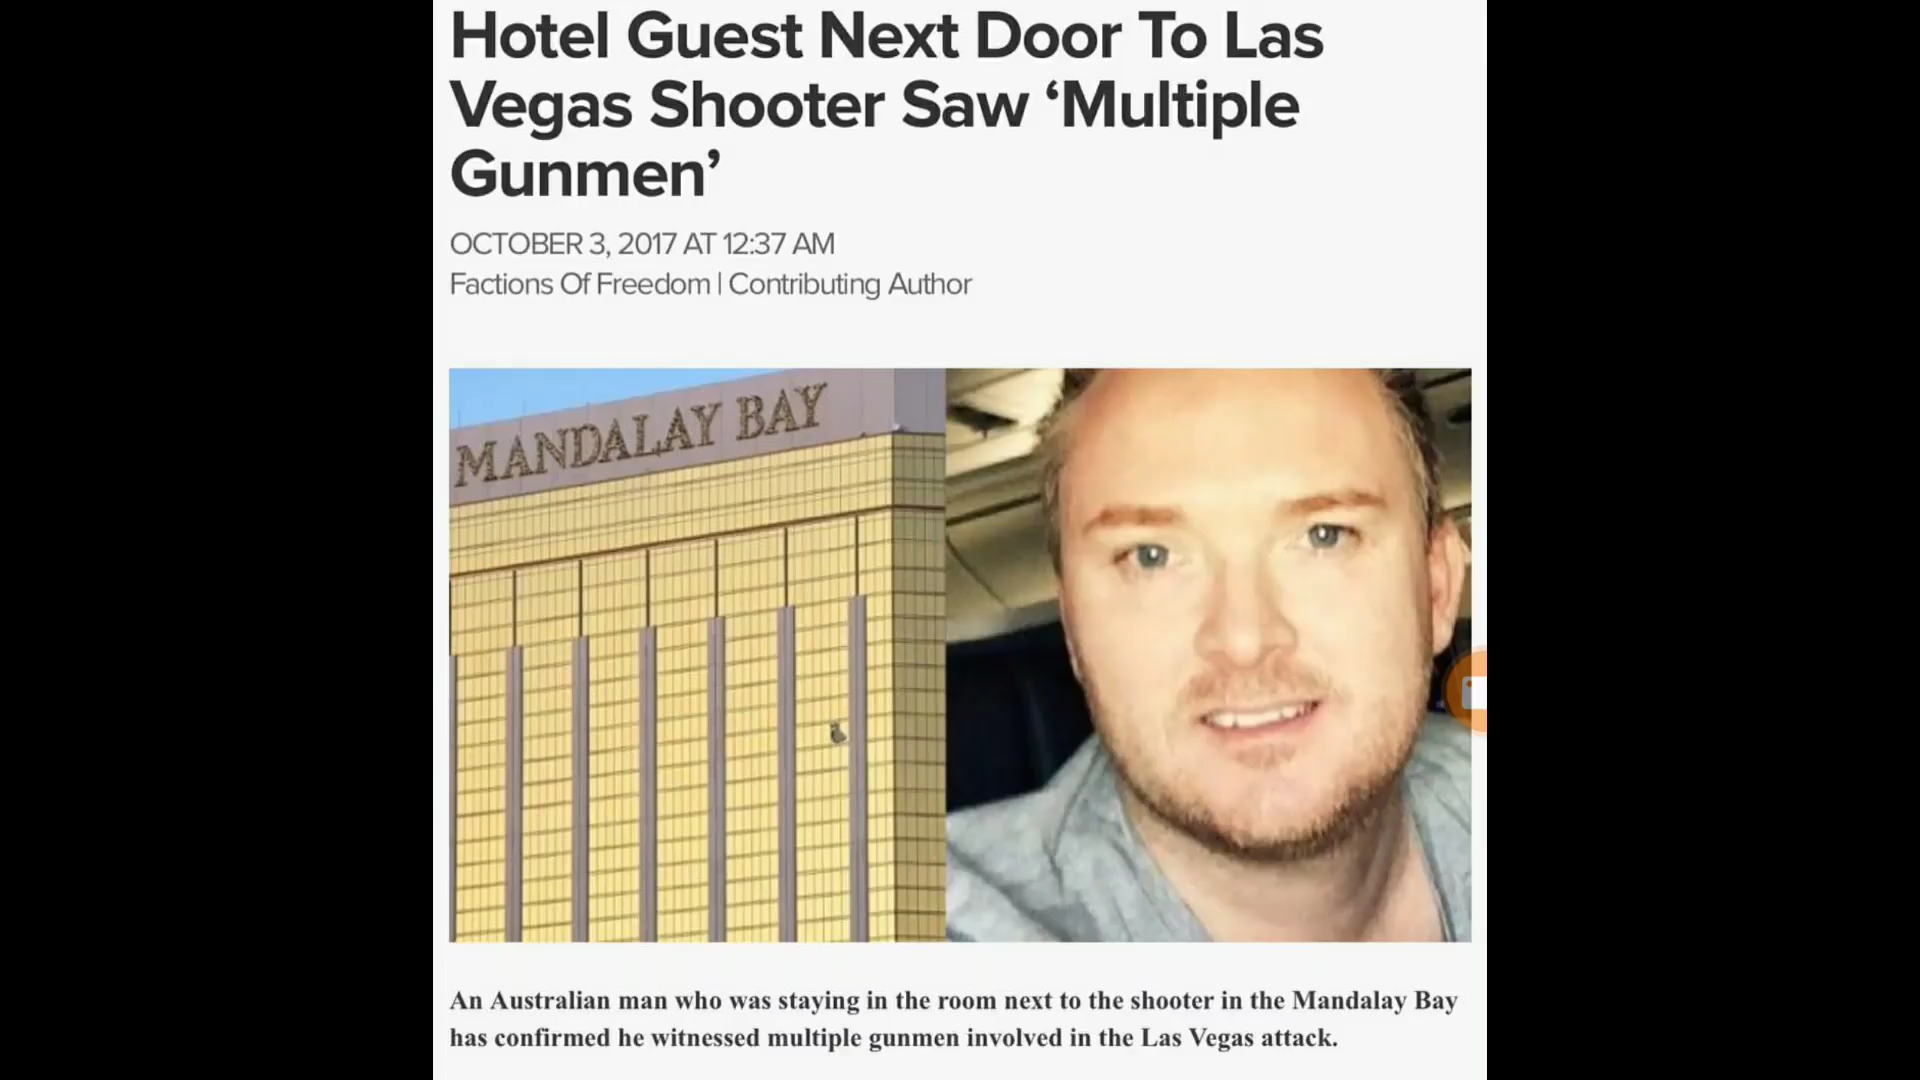 Hotel Guest Next Door To Las
Vegas Shooter Saw ‘Multiple
Gunmen’
OCTOBER 3, 2017 AT 12:37 AM
Factions Of Freedom | Contributing Author
MANDALAY BAY
An Australian man who was staying in the room next to the shooter in the Mandalay Bay
has confirmed he witnessed multiple gunmen involved in the Las Vegas attack.